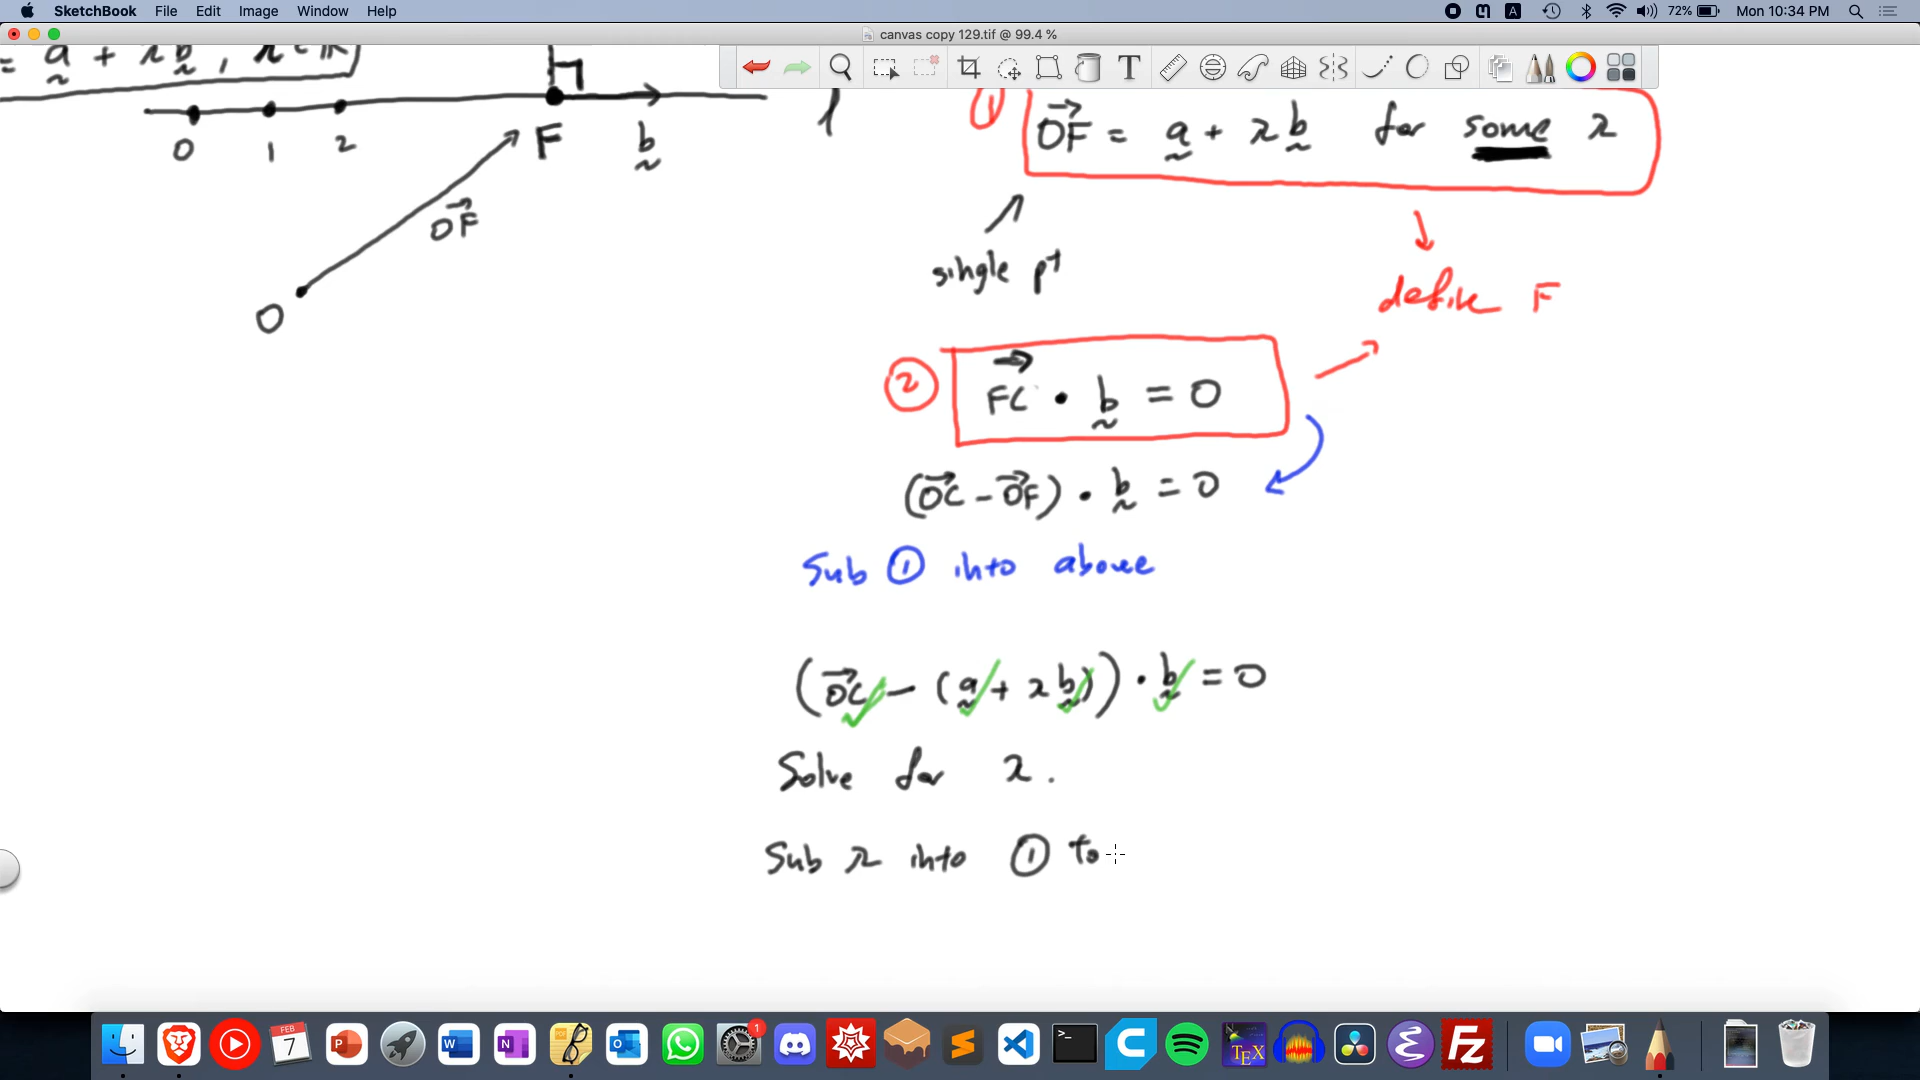 SketchBook File Edit Image Window Help
72% Mon 10:34 PM
canvas copy 129.tif @ 99.4 %
= a + λ b , λ ∈ ℝ
0 1 2 F b l
OF
O
① OF = a + λ b for some λ
single pt
define F
② FC • b = 0
(OC - OF) • b = 0
Sub ① into above
(OC - (a + λ b)) • b = 0
Solve for λ.
Sub λ into ① to